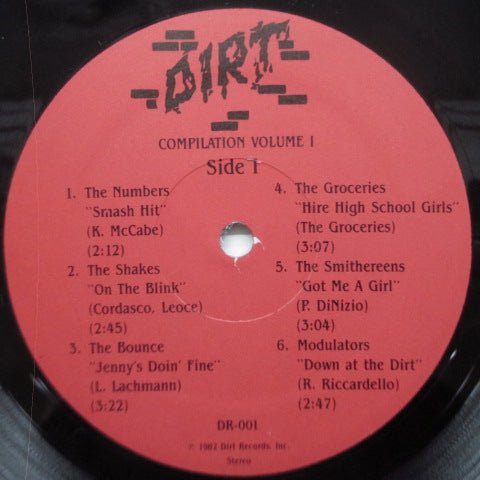 DIRT
COMPILATION VOLUME I
Side 1
1. The Numbers
"Smash Hit"
(K. McCabe)
(2:12)
2. The Shakes
"On The Blink"
(Cordasco, Leoce)
(2:45)
3. The Bounce
"Jenny's Doin' Fine"
(L. Lachmann)
(3:22)
4. The Groceries
"Hire High School Girls"
(The Groceries)
(3:07)
5. The Smithereens
"Got Me A Girl"
(P. DiNizio)
(3:04)
6. Modulators
"Down at the Dirt"
(R. Riccardello)
(2:47)
DR-001
℗ 1982 Dirt Records, Inc.
Stereo